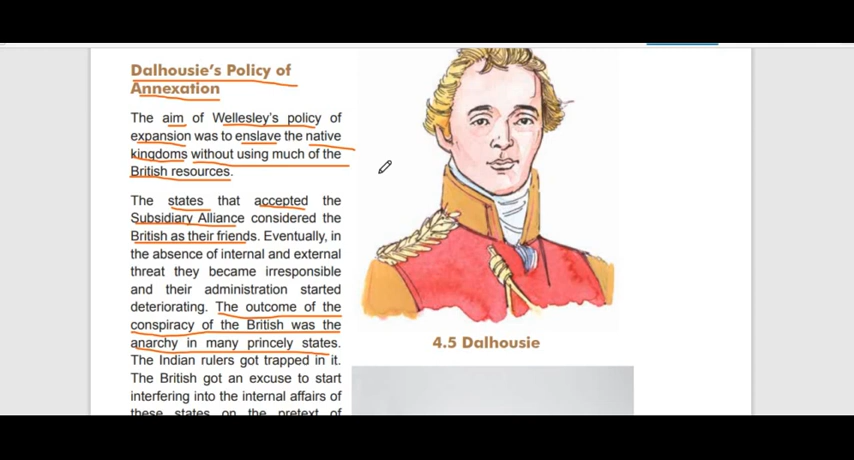 Dalhousie's Policy of
Annexation
The aim of Wellesley's policy of
expansion was to enslave the native
kingdoms without using much of the
British resources.
The states that accepted the
Subsidiary Alliance considered the
British as their friends. Eventually, in
the absence of internal and external
threat they became irresponsible
and their administration started
deteriorating. The outcome of the
conspiracy of the British was the
anarchy in many princely states.
The Indian rulers got trapped in it.
The British got an excuse to start
interfering into the internal affairs of
these states on the pretext of
4.5 Dalhousie